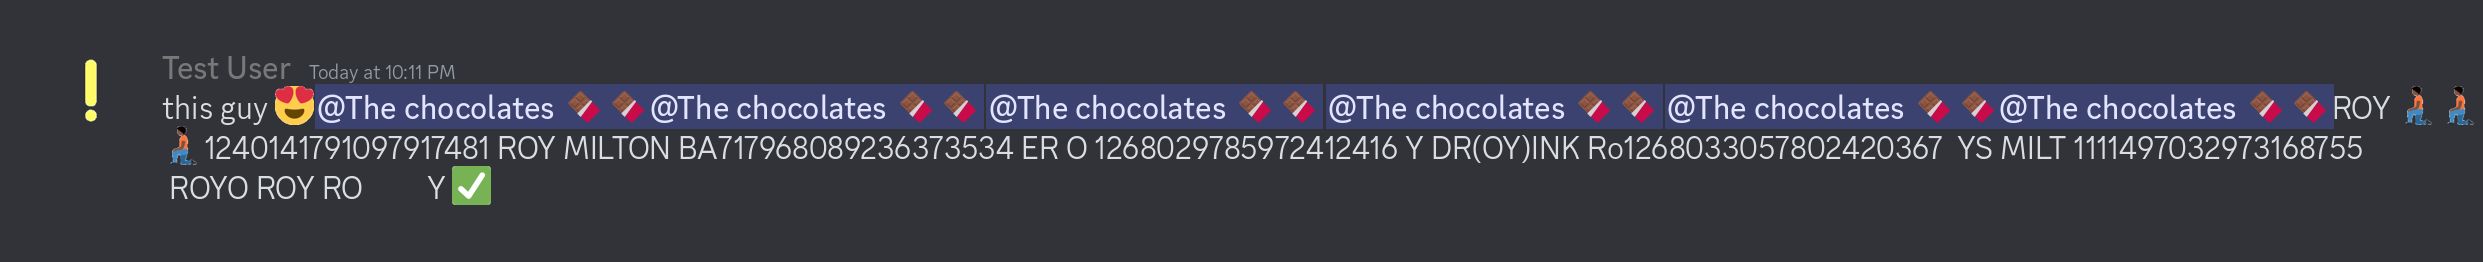 Test User Today at 10:11 PM
this guy 😍@The chocolates 🍫🍫@The chocolates 🍫🍫@The chocolates 🍫🍫@The chocolates 🍫🍫@The chocolates 🍫🍫@The chocolates 🍫🍫ROY 🧎🏾🧎🏾
🧎🏾 1240141791097917481 ROY MILTON BA717968089236373534 ER O 1268029785972412416 Y DR(OY)INK Ro1268033057802420367 YS MILT 1111497032973168755
ROYO ROY RO Y ✅